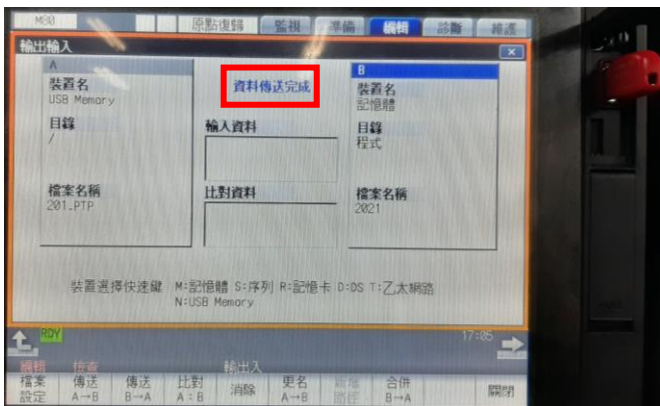 M80 原點復歸 監視 準備 編輯 診斷 維護
輸出輸入
A
裝置名
USB Memory
目錄
/
檔案名稱
201.PTP
資料傳送完成
輸入資料
比對資料
B
裝置名
記憶體
目錄
程式
檔案名稱
2021
裝置選擇快速鍵 M:記憶體 S:序列 R:記憶卡 D:DS T:乙太網路
N:USB Memory
RDY 17:05
編輯 檢查 輸出入
檔案設定
傳送 A→B
傳送 B→A
比對 A:B
消除
更名 A→B
合併 B→A
關閉